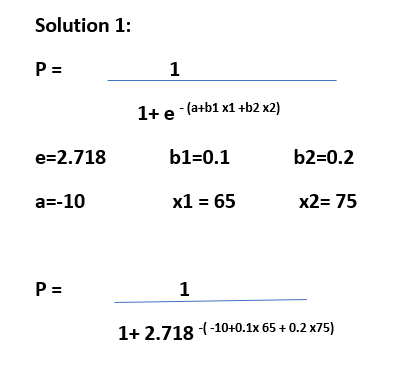 Solution 1:
P = 1
1+ e - (a+b1 x1 +b2 x2)
e=2.718 b1=0.1 b2=0.2
a=-10 x1 = 65 x2= 75
P = 1
1+ 2.718 -( -10+0.1x 65 + 0.2 x75)